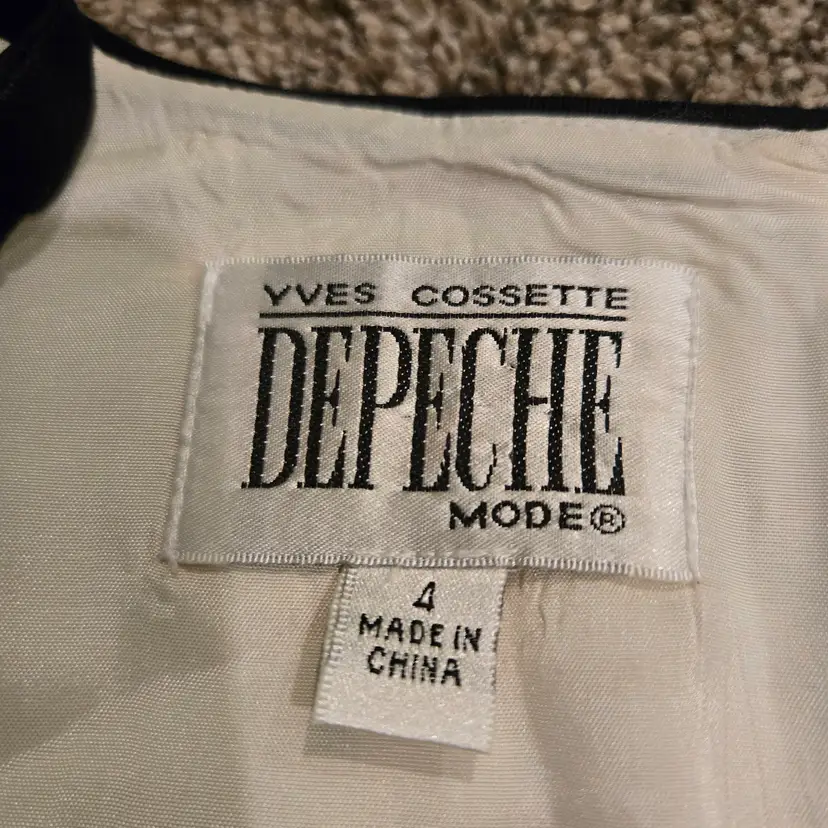 YVES COSSETTE
DEPECHE
MODE®
4
MADE IN
CHINA